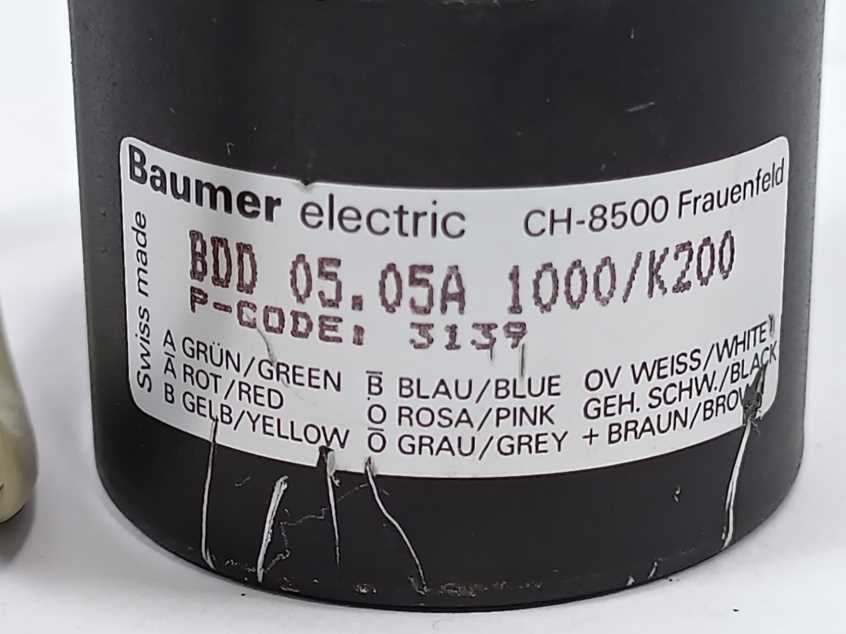 Baumer electric CH-8500 Frauenfeld
Swiss made
BDD 05.05A 1000/K200
P-CODE: 3139
A GRÜN/GREEN
A̅ ROT/RED
B GELB/YELLOW
B̅ BLAU/BLUE
O ROSA/PINK
O̅ GRAU/GREY
OV WEISS/WHITE
GEH. SCHW./BLACK
+ BRAUN/BROWN